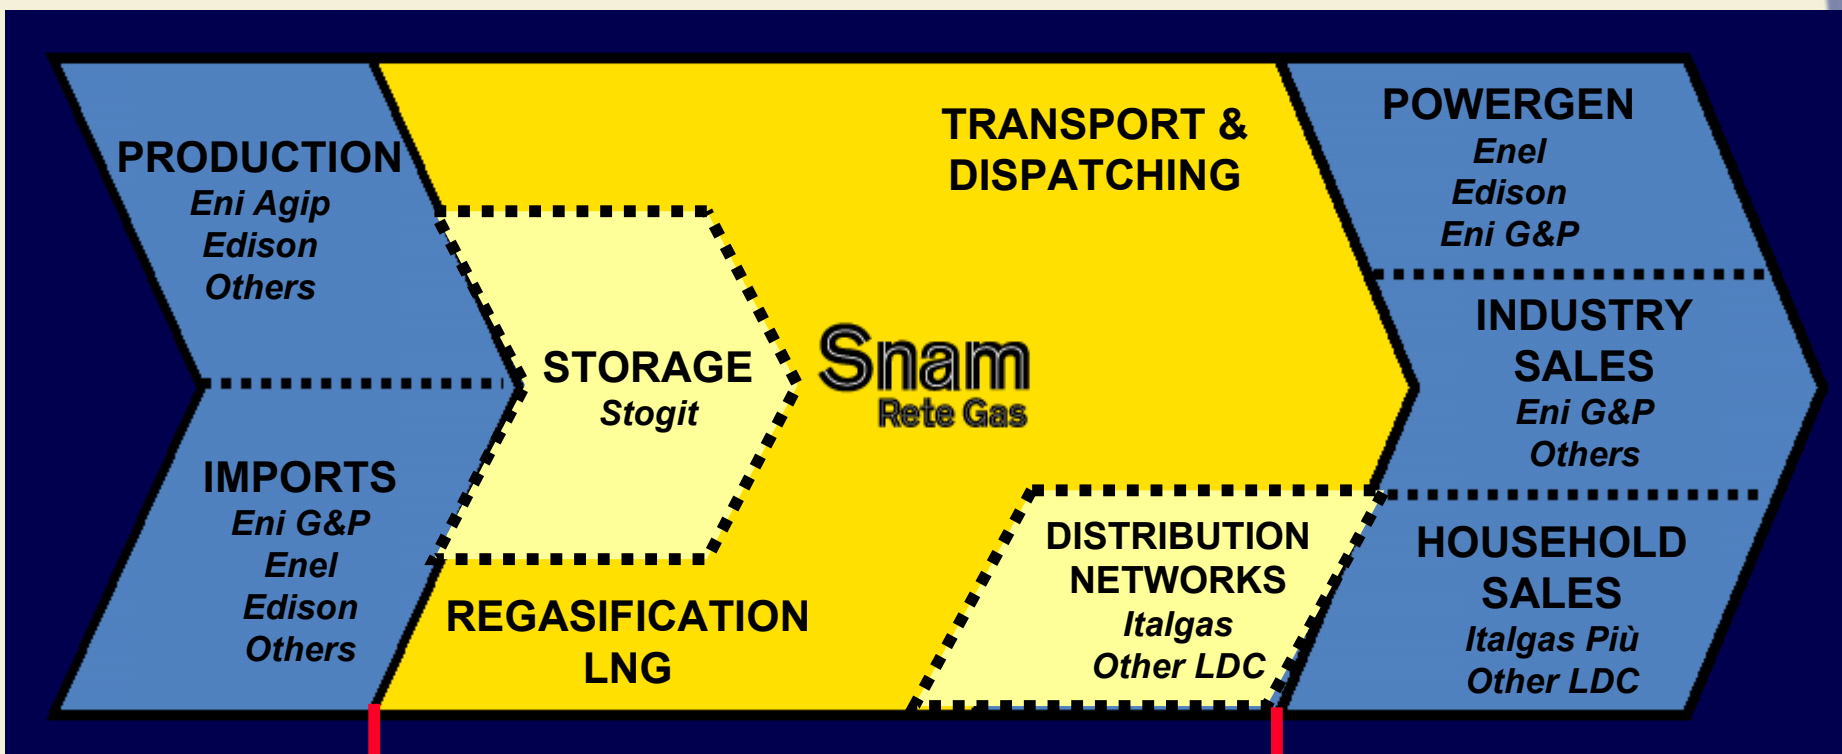 PRODUCTION
Eni Agip
Edison
Others
IMPORTS
Eni G&P
Enel
Edison
Others
STORAGE
Stogit
REGASIFICATION
LNG
TRANSPORT &
DISPATCHING
Snam
Rete Gas
DISTRIBUTION
NETWORKS
Italgas
Other LDC
POWERGEN
Enel
Edison
Eni G&P
INDUSTRY
SALES
Eni G&P
Others
HOUSEHOLD
SALES
Italgas Più
Other LDC